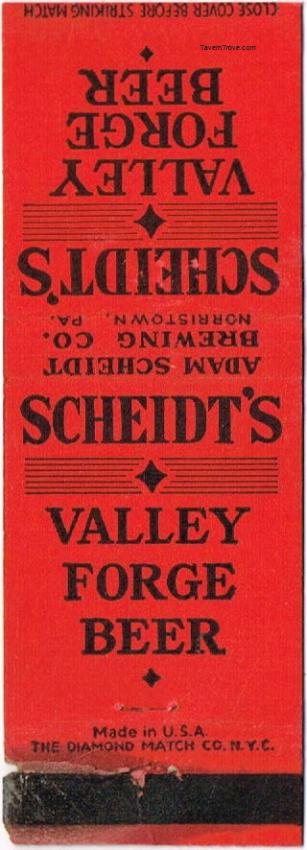 CLOSE COVER BEFORE STRIKING MATCH
TavernTrove.com
BEER
FORGE
VALLEY
SCHEIDT'S
NORRISTOWN, PA.
BREWING CO.
ADAM SCHEIDT
SCHEIDT'S
VALLEY
FORGE
BEER
Made in U.S.A.
THE DIAMOND MATCH CO. N.Y.C.